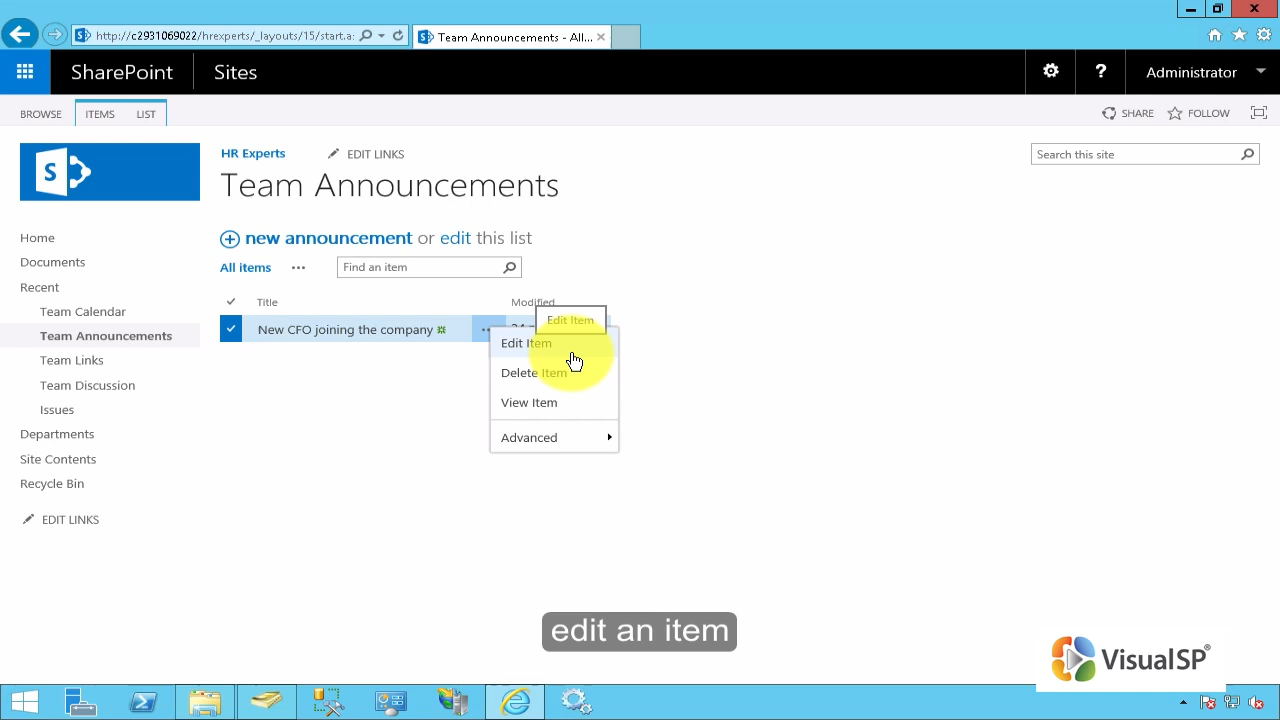 http://c2931069022/hrexperts/_layouts/15/start.a:
Team Announcements - All...
SharePoint
Sites
?
Administrator
BROWSE
ITEMS
LIST
SHARE
FOLLOW
S
HR Experts
EDIT LINKS
Search this site
Team Announcements
new announcement or edit this list
All items
...
Find an item
Title
Modified
New CFO joining the company
...
Edit Item
Edit Item
Delete Item
View Item
Advanced
Home
Documents
Recent
Team Calendar
Team Announcements
Team Links
Team Discussion
Issues
Departments
Site Contents
Recycle Bin
EDIT LINKS
edit an item
VisualSP®